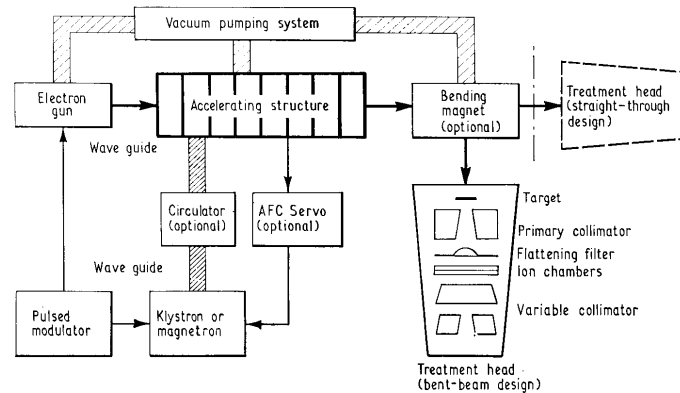 Vacuum pumping system
Electron
gun
Accelerating structure
Bending
magnet
(optional)
Treatment head
(straight-through
design)
Wave guide
Circulator
(optional)
AFC Servo
(optional)
Target
Primary collimator
Flattening filter
Ion chambers
Wave guide
Pulsed
modulator
Klystron or
magnetron
Variable collimator
Treatment head
(bent-beam design)